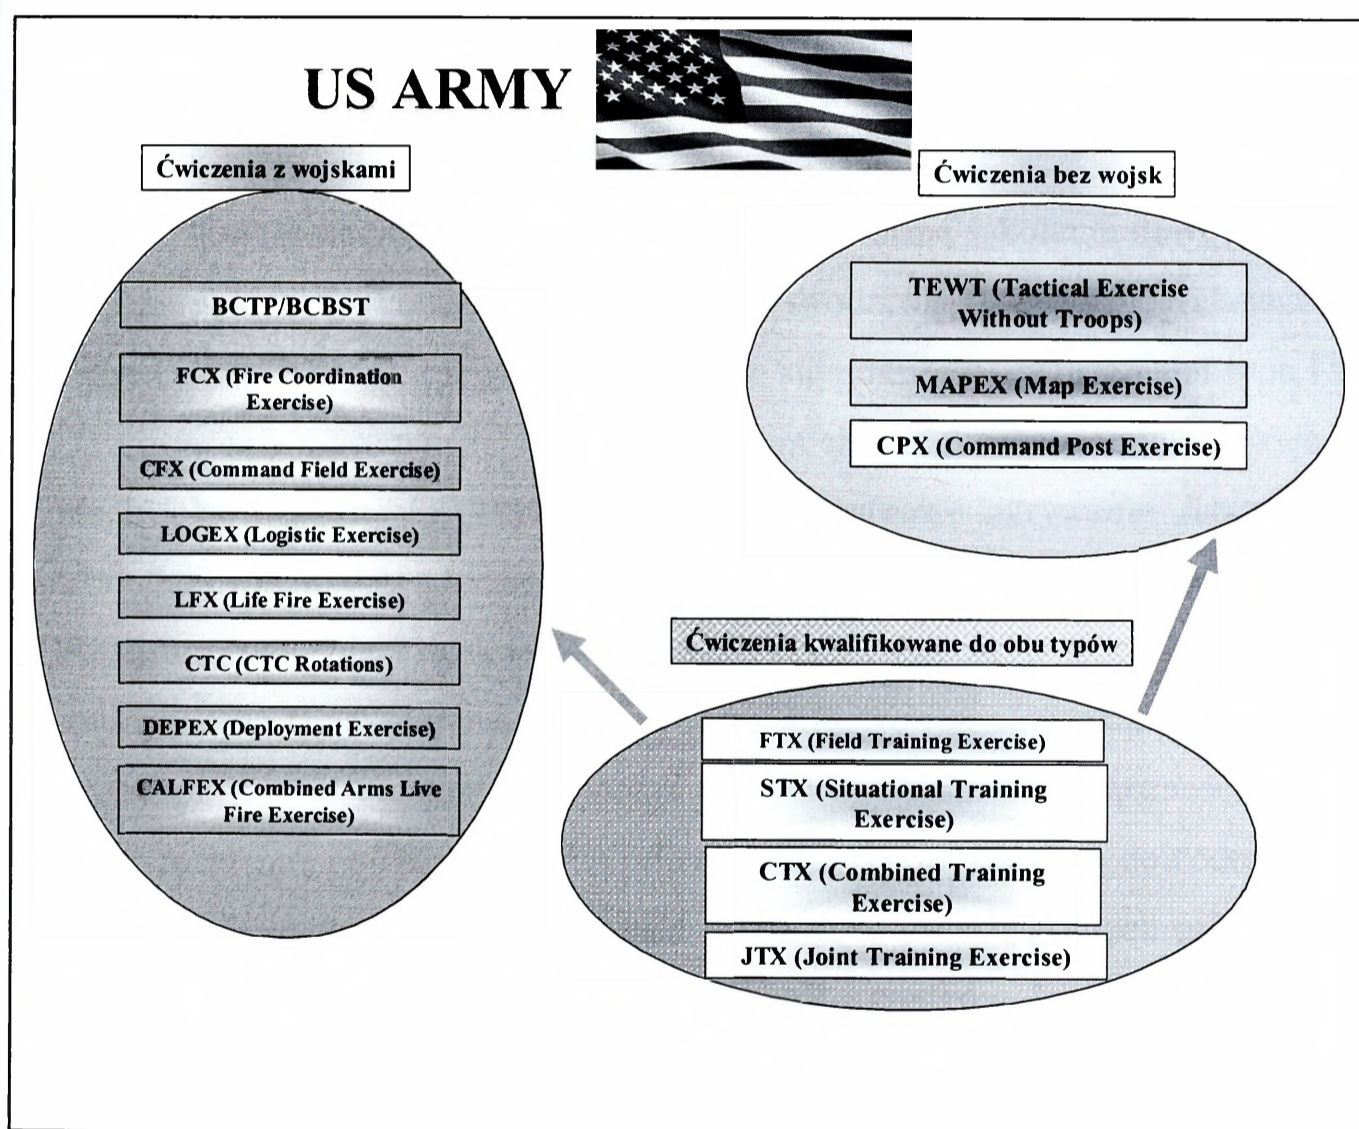 US ARMY
Ćwiczenia z wojskami
BCTP/BCBST
FCX (Fire Coordination
Exercise)
CFX (Command Field Exercise)
LOGEX (Logistic Exercise)
LFX (Life Fire Exercise)
CTC (CTC Rotations)
DEPEX (Deployment Exercise)
CALFEX (Combined Arms Live
Fire Exercise)
Ćwiczenia bez wojsk
TEWT (Tactical Exercise
Without Troops)
MAPEX (Map Exercise)
CPX (Command Post Exercise)
Ćwiczenia kwalifikowane do obu typów
FTX (Field Training Exercise)
STX (Situational Training
Exercise)
CTX (Combined Training
Exercise)
JTX (Joint Training Exercise)